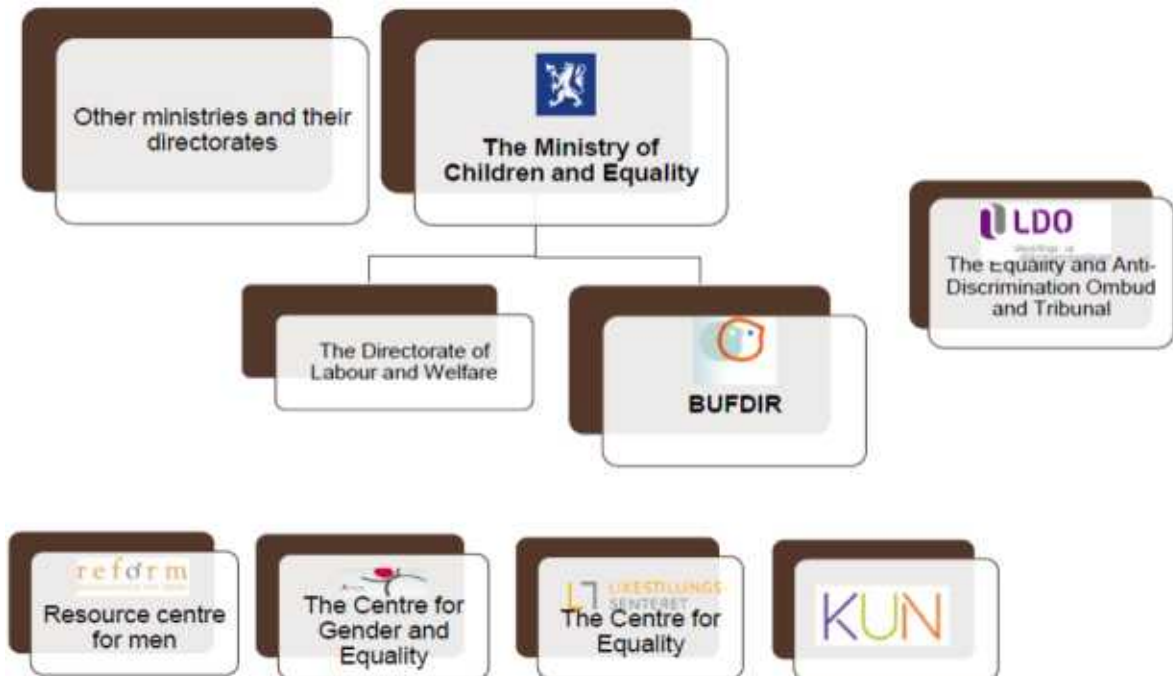 Other ministries and their
directorates
The Ministry of
Children and Equality
LDO
The Equality and Anti-
Discrimination Ombud
and Tribunal
The Directorate of
Labour and Welfare
BUFDIR
reform
Resource centre
for men
The Centre for
Gender and
Equality
LIKESTILLINGS-
SENTERET
The Centre for
Equality
KUN